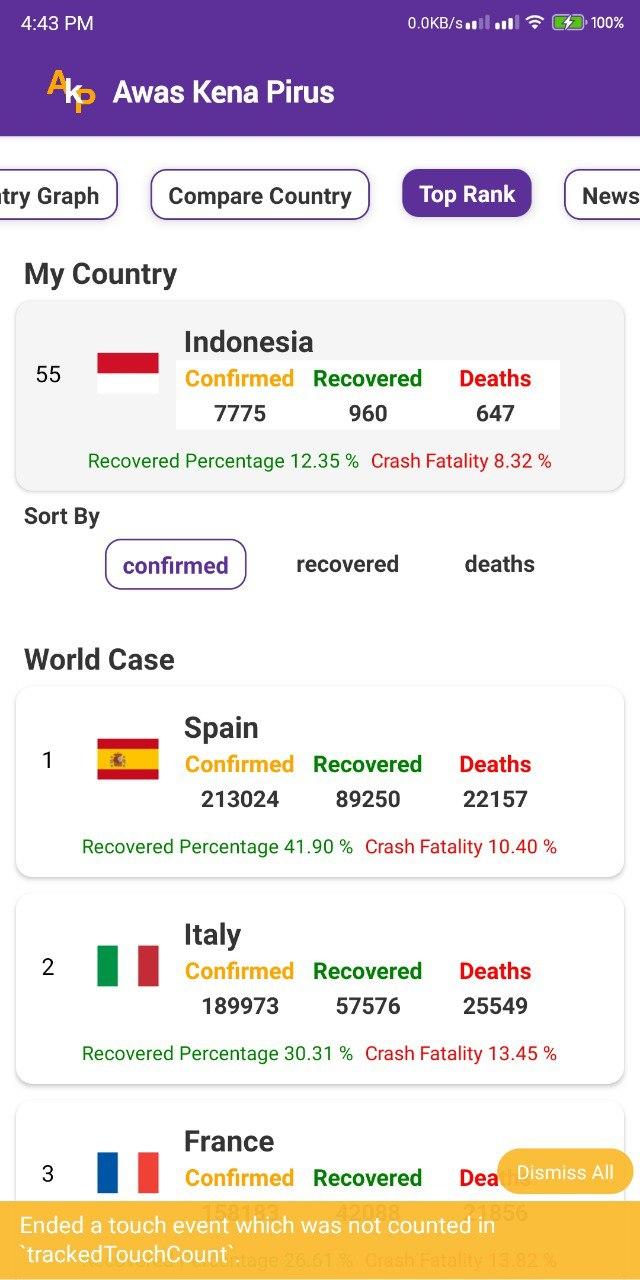 4:43 PM 0.0KB/s 100%
AkP Awas Kena Pirus
try Graph Compare Country Top Rank News
My Country
Indonesia
55
Confirmed Recovered Deaths
7775 960 647
Recovered Percentage 12.35 % Crash Fatality 8.32 %
Sort By
confirmed recovered deaths
World Case
Spain
1
Confirmed Recovered Deaths
213024 89250 22157
Recovered Percentage 41.90 % Crash Fatality 10.40 %
Italy
2
Confirmed Recovered Deaths
189973 57576 25549
Recovered Percentage 30.31 % Crash Fatality 13.45 %
France
3
Confirmed Recovered Dea
Dismiss All
158183 42088 21856
Ended a touch event which was not counted in
`trackedTouchCount`.
26.61 % Crash Fatality 13.82 %